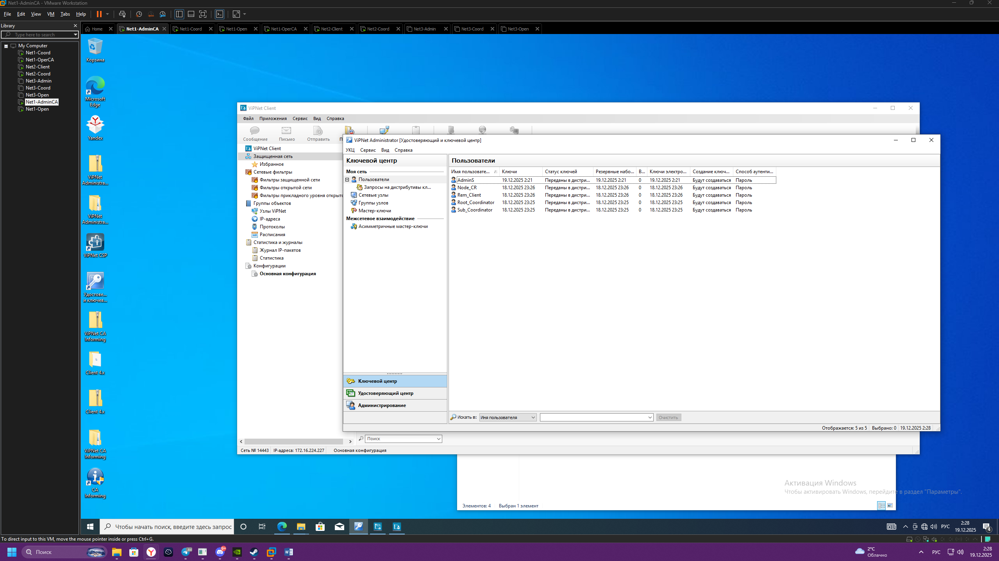 Net1-AdminCA - VMware Workstation
File Edit View VM Tabs Help
Library
Type here to search
My Computer
Net1-Coord
Net1-OperCA
Net2-Client
Net2-Coord
Net3-Admin
Net3-Coord
Net3-Open
Net1-AdminCA
Net1-Open
Home Net1-AdminCA Net1-Coord Net1-Open Net1-OperCA Net2-Client Net2-Coord Net3-Admin Net3-Coord Net3-Open
Корзина
Microsoft
Edge
Yandex
ViPNet
Administra...
ViPNet
Administra...
ViPNet CSP
Удостове...
и ключев...
ViPNet CA
Informing
Client 4.x
Client 4.x
ViPNet CA
Informing
CA
Informing
ViPNet Client
Файл Приложения Сервис Вид Справка
Сообщение Письмо Отправить П
ViPNet Client
Защищенная сеть
Избранное
Сетевые фильтры
Фильтры защищенной сети
Фильтры открытой сети
Фильтры прикладного уровня открыто
Группы объектов
Узлы ViPNet
IP-адреса
Протоколы
Расписания
Статистика и журналы
Журнал IP-пакетов
Статистика
Конфигурации
Основная конфигурация
Поиск
Сеть № 14443 IP-адреса: 172.16.224.227 Основная конфигурация
ViPNet Administrator [Удостоверяющий и ключевой центр]
УКЦ Сервис Вид Справка
Ключевой центр
Моя сеть
Пользователи
Запросы на дистрибутивы кл...
Сетевые узлы
Группы узлов
Мастер-ключи
Межсетевое взаимодействие
Асимметричные мастер-ключи
Ключевой центр
Удостоверяющий центр
Администрирование
Пользователи
Имя пользовате... Ключи Статус ключей Резервные набо... В... Ключи электро... Создание ключ... Способ аутенти...
AdminS 19.12.2025 2:21 Переданы в дистри... 19.12.2025 2:21 0 19.12.2025 2:21 Будут создаваться Пароль
Node_CR 18.12.2025 23:26 Переданы в дистри... 18.12.2025 23:26 0 18.12.2025 23:26 Будут создаваться Пароль
Rem_Client 18.12.2025 23:26 Переданы в дистри... 18.12.2025 23:26 0 18.12.2025 23:26 Будут создаваться Пароль
Root_Coordinator 18.12.2025 23:25 Переданы в дистри... 18.12.2025 23:25 0 18.12.2025 23:25 Будут создаваться Пароль
Sub_Coordinator 18.12.2025 23:25 Переданы в дистри... 18.12.2025 23:25 0 18.12.2025 23:25 Будут создаваться Пароль
Искать в: Имя пользователя Очистить
Отображается: 5 из 5 Выбрано: 0 19.12.2025 2:28
Активация Windows
Чтобы активировать Windows, перейдите в раздел "Параметры".
Элементов: 4 Выбран 1 элемент
Чтобы начать поиск, введите здесь запрос
РУС
2:28
19.12.2025
4
To direct input to this VM, move the mouse pointer inside or press Ctrl+G.
Поиск
84
9+
2°C
Облачно
РУС
2:28
19.12.2025